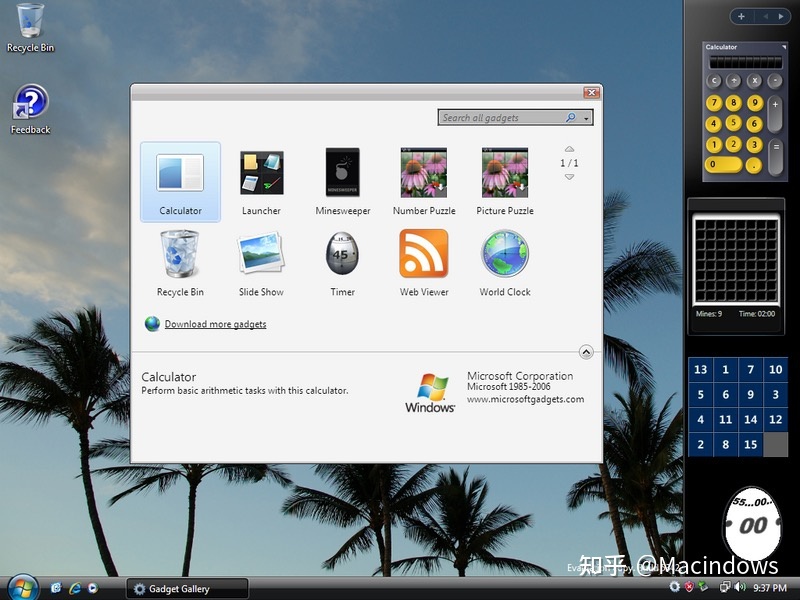 Recycle Bin
Feedback
Search all gadgets
1 / 1
Calculator
Launcher
Minesweeper
Number Puzzle
Picture Puzzle
Recycle Bin
45
Slide Show
Timer
Web Viewer
World Clock
Download more gadgets
Calculator
Perform basic arithmetic tasks with this calculator.
Windows
Microsoft Corporation
Microsoft 1985-2006
www.microsoftgadgets.com
Calculator
C ÷ x -
7 8 9 +
4 5 6
1 2 3 =
0 .
Mines: 9 Time: 02:00
13 1 7 10
5 6 9 3
4 11 14 12
2 8 15
55...00..
00
知乎 @Macindows
Gadget Gallery
9:37 PM